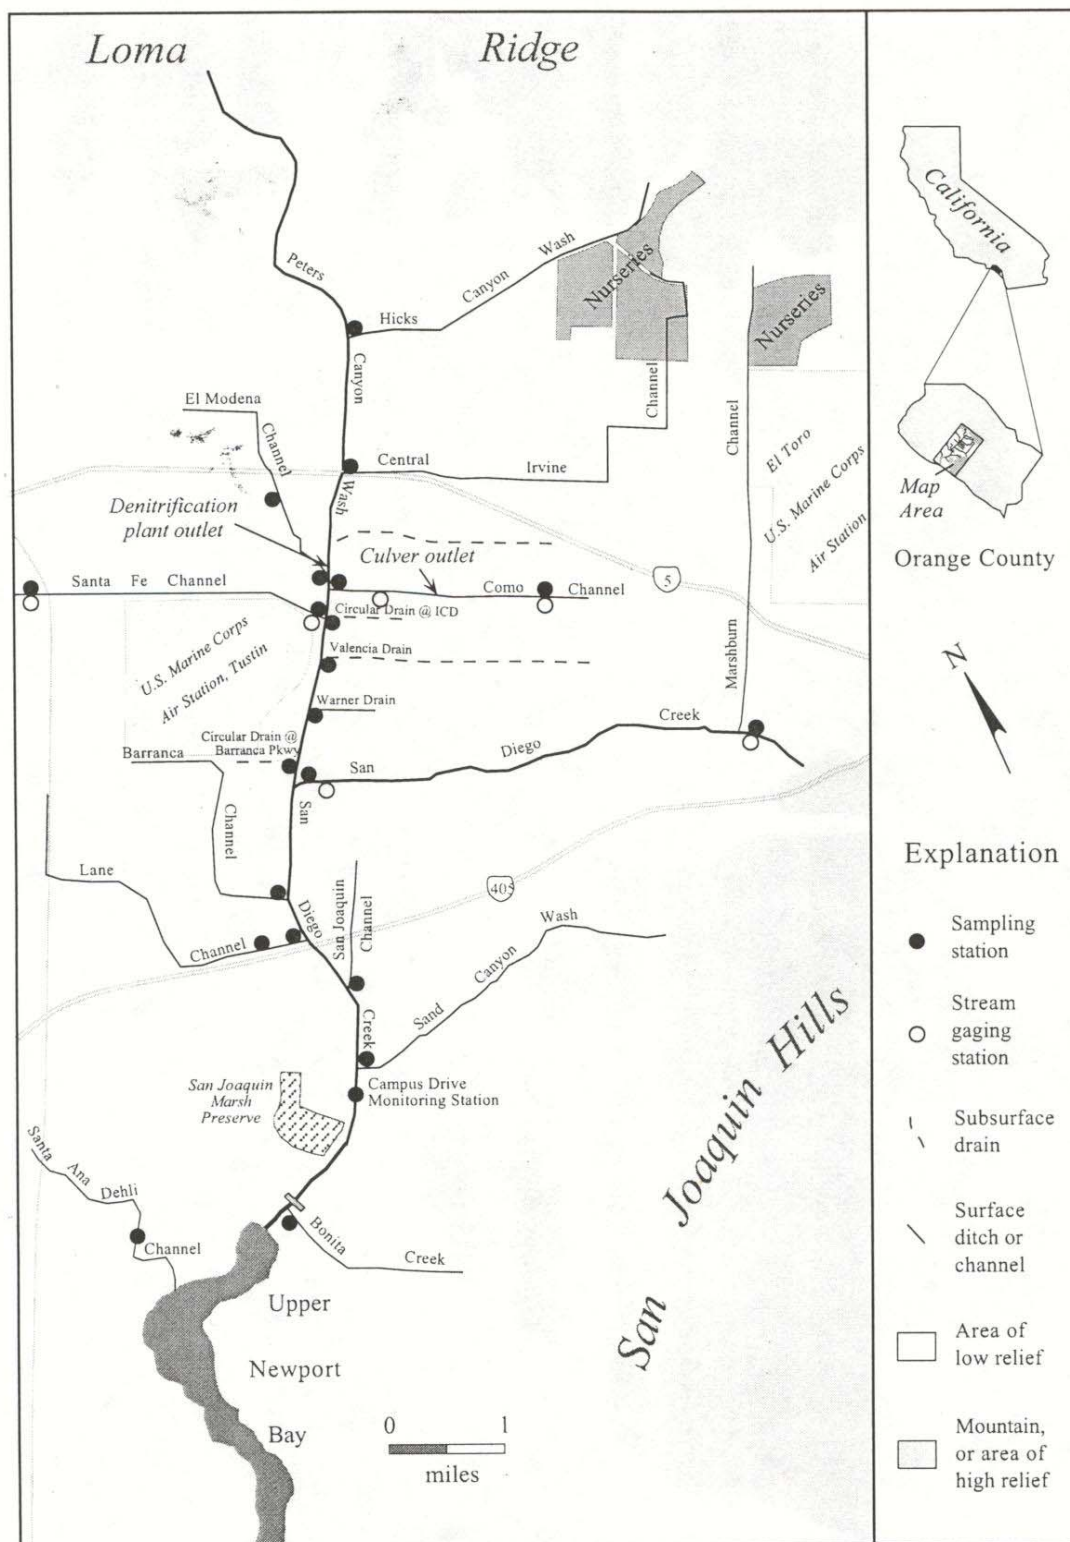 Loma Ridge
Peters
Canyon
Wash
Hicks
Canyon
Wash
Nurseries
Nurseries
Channel
Channel
Marshburn
El Modena
Channel
Central
Irvine
El Toro
U.S. Marine Corps
Air Station
Denitrification
plant outlet
Culver outlet
5
Santa Fe Channel
Como Channel
Circular Drain @ ICD
U.S. Marine Corps
Air Station, Tustin
Valencia Drain
Warner Drain
Circular Drain @
Barranca Pkwy
Barranca
Channel
San
Diego
Creek
San
Diego
Creek
Lane
Channel
405
San Joaquin
Channel
Sand
Canyon
Wash
San Joaquin
Marsh
Preserve
Campus Drive
Monitoring Station
Santa
Ana
Dehli
Channel
Bonita
Creek
Upper
Newport
Bay
San Joaquin Hills
0 1
miles
California
Map
Area
Orange County
N
Explanation
Sampling
station
Stream
gaging
station
Subsurface
drain
Surface
ditch or
channel
Area of
low relief
Mountain,
or area of
high relief